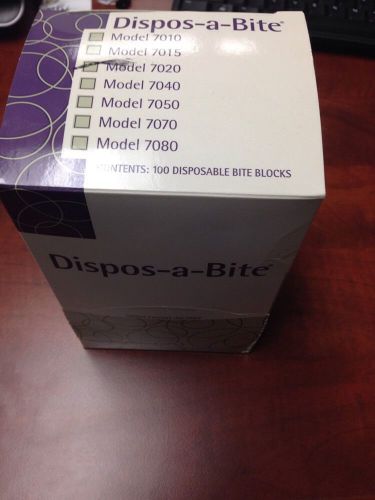 Dispos-a-Bite®
Model 7010
Model 7015
Model 7020
Model 7040
Model 7050
Model 7070
Model 7080
CONTENTS: 100 DISPOSABLE BITE BLOCKS
Dispos-a-Bite®